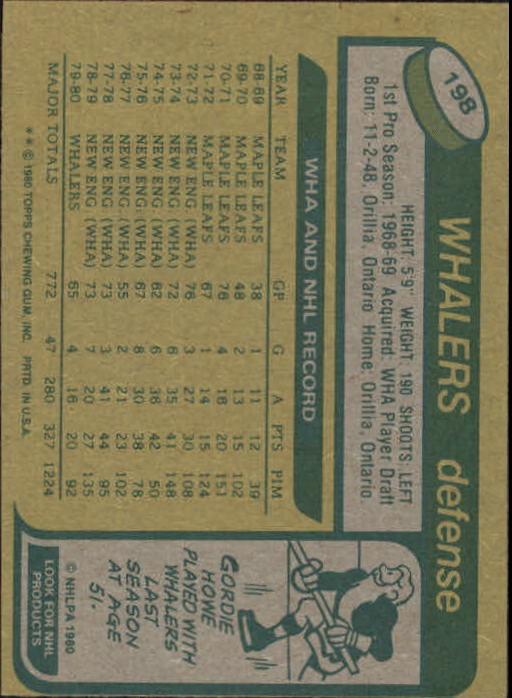 198
WHALERS defense
HEIGHT: 5'9" WEIGHT: 190 SHOOTS: LEFT
1st Pro Season: 1968-69 Acquired: WHA Player Draft
Born: 11-2-48, Orillia, Ontario Home: Orillia, Ontario
WHA AND NHL RECORD
YEAR TEAM GP G A PTS PIM
68-69 MAPLE LEAFS 38 1 11 12 39
69-70 MAPLE LEAFS 48 2 13 15 102
70-71 MAPLE LEAFS 76 4 16 20 151
71-72 MAPLE LEAFS 67 1 14 15 124
72-73 NEW ENG. (WHA) 76 3 27 30 108
73-74 NEW ENG. (WHA) 72 6 35 41 148
74-75 NEW ENG. (WHA) 62 6 36 42 50
75-76 NEW ENG. (WHA) 67 8 30 38 78
76-77 NEW ENG. (WHA) 55 2 21 23 102
77-78 NEW ENG. (WHA) 73 3 41 44 95
78-79 NEW ENG. (WHA) 73 7 20 27 135
79-80 WHALERS 65 4 16 20 92
MAJOR TOTALS 772 47 280 327 1224
** © 1980 TOPPS CHEWING GUM, INC. PRTD. IN U.S.A.
GORDIE
HOWE
PLAYED WITH
WHALERS
LAST
SEASON
AT AGE
51.
© NHLPA 1980
LOOK FOR NHL
PRODUCTS